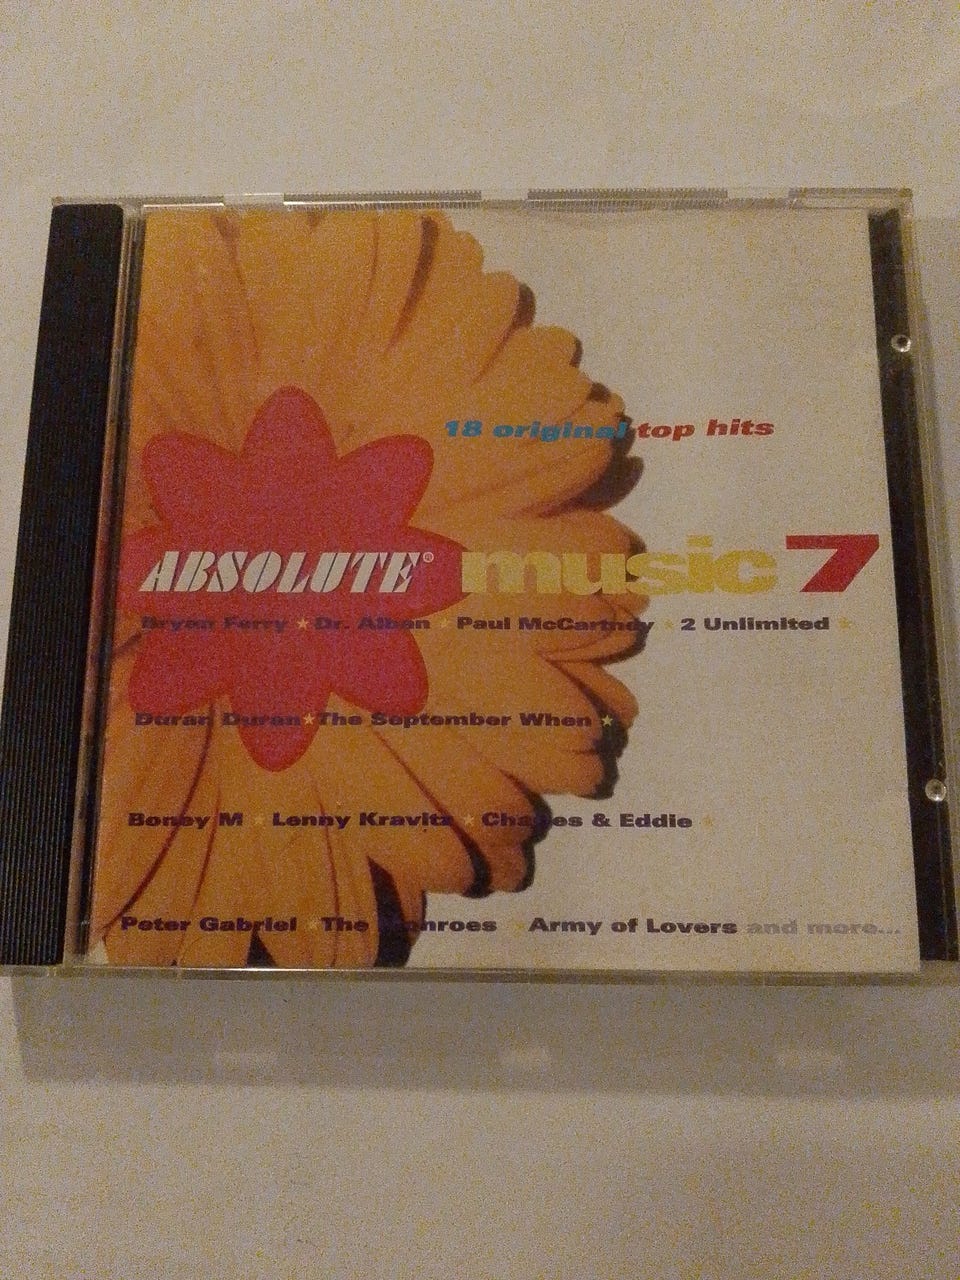 18 original top hits
ABSOLUTE® music 7
Bryan Ferry ★ Dr. Alban ★ Paul McCartney ★ 2 Unlimited ★
Duran Duran ★ The September When ★
Boney M ★ Lenny Kravitz ★ Charles & Eddie ★
Peter Gabriel ★ The Monroes ★ Army of Lovers and more...